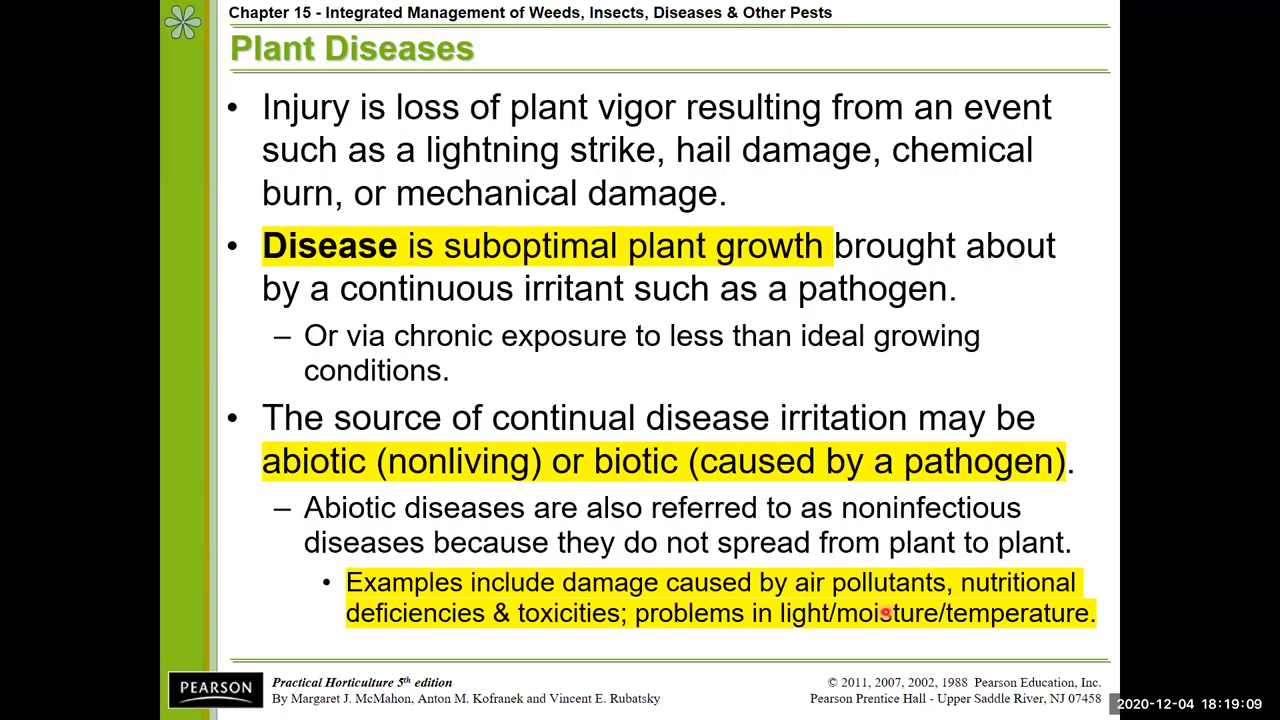 Chapter 15 - Integrated Management of Weeds, Insects, Diseases & Other Pests
Plant Diseases
• Injury is loss of plant vigor resulting from an event
such as a lightning strike, hail damage, chemical
burn, or mechanical damage.
• Disease is suboptimal plant growth brought about
by a continuous irritant such as a pathogen.
– Or via chronic exposure to less than ideal growing
conditions.
• The source of continual disease irritation may be
abiotic (nonliving) or biotic (caused by a pathogen).
– Abiotic diseases are also referred to as noninfectious
diseases because they do not spread from plant to plant.
• Examples include damage caused by air pollutants, nutritional
deficiencies & toxicities; problems in light/moisture/temperature.
PEARSON
Practical Horticulture 5th edition
By Margaret J. McMahon, Anton M. Kofranek and Vincent E. Rubatsky
© 2011, 2007, 2002, 1988 Pearson Education, Inc.
Pearson Prentice Hall - Upper Saddle River, NJ 07458
2020-12-04 18:19:09